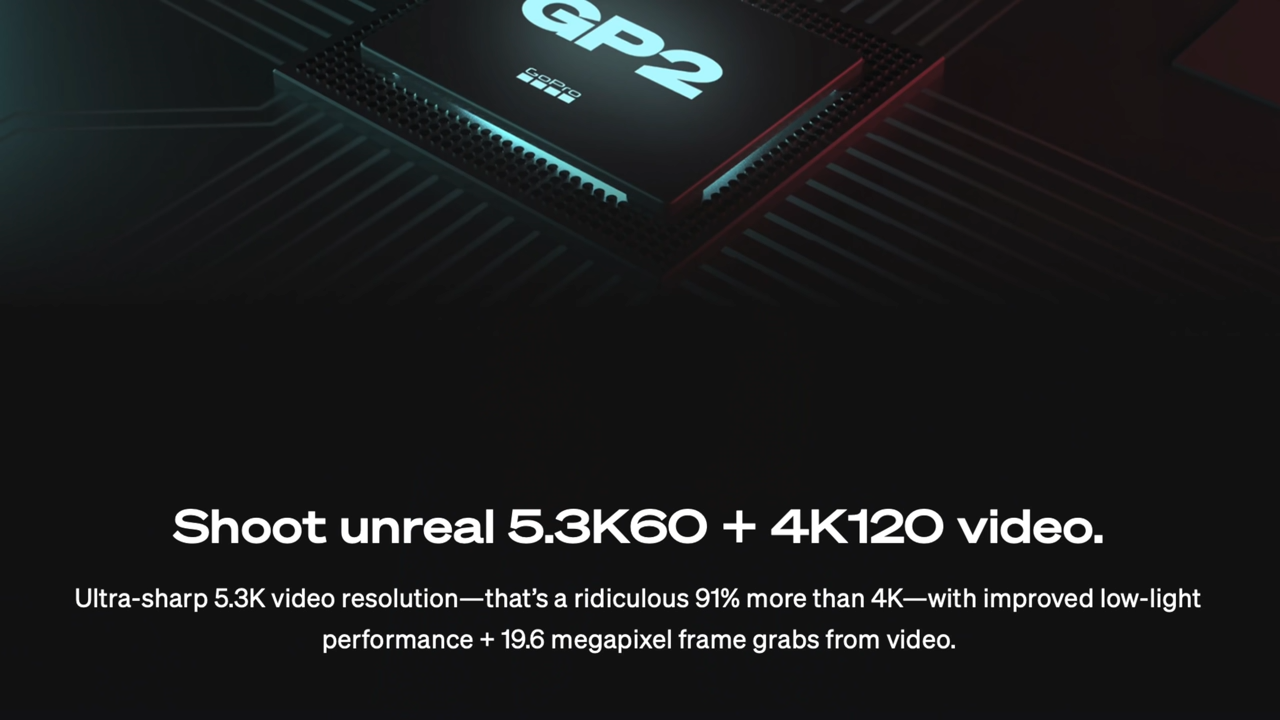 GP2
GoPro
Shoot unreal 5.3K60 + 4K120 video.
Ultra-sharp 5.3K video resolution—that’s a ridiculous 91% more than 4K—with improved low-light
performance + 19.6 megapixel frame grabs from video.